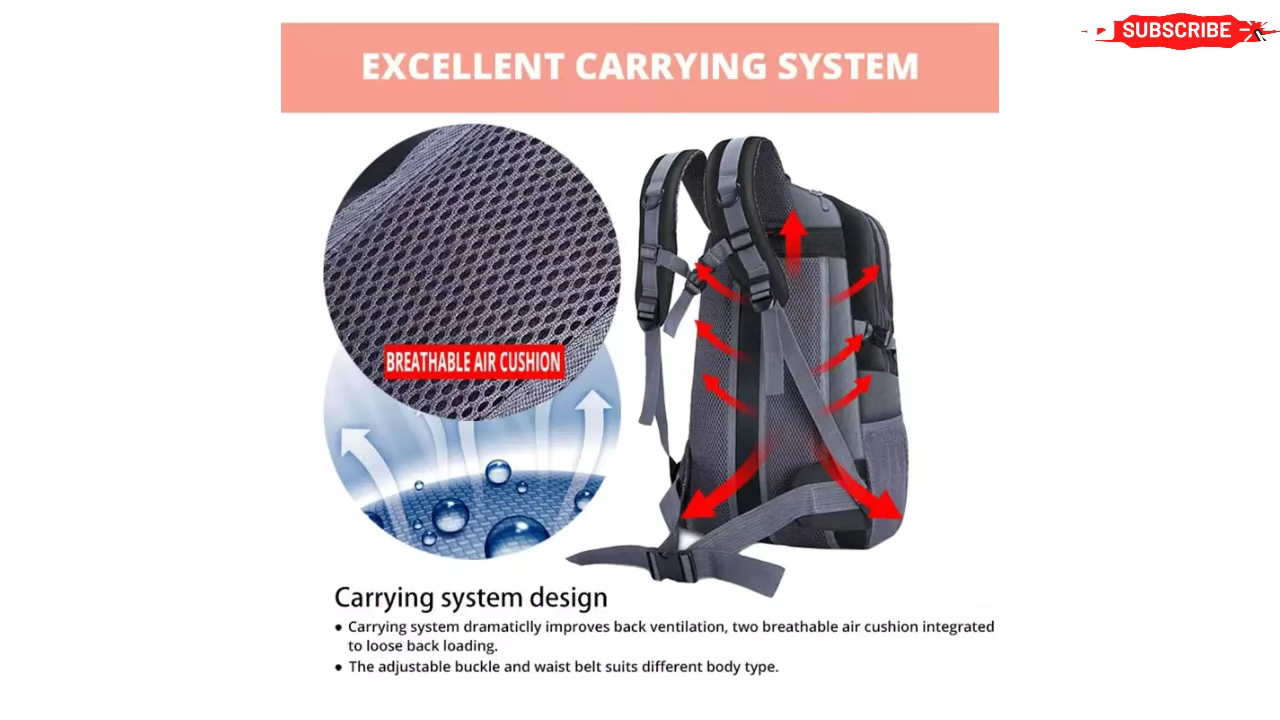 SUBSCRIBE
EXCELLENT CARRYING SYSTEM
BREATHABLE AIR CUSHION
Carrying system design
• Carrying system dramaticlly improves back ventilation, two breathable air cushion integrated
to loose back loading.
• The adjustable buckle and waist belt suits different body type.